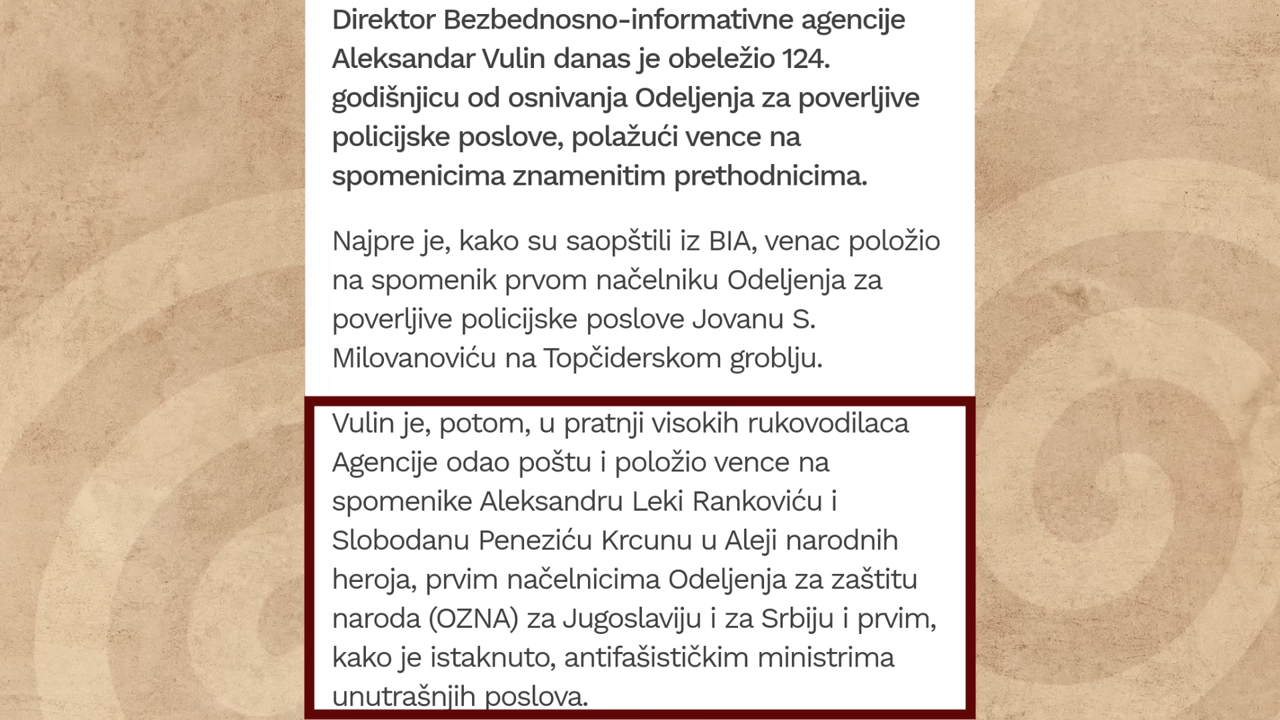 Direktor Bezbednosno-informativne agencije
Aleksandar Vulin danas je obeležio 124.
godišnjicu od osnivanja Odeljenja za poverljive
policijske poslove, polažući vence na
spomenicima znamenitim prethodnicima.
Najpre je, kako su saopštili iz BIA, venac položio
na spomenik prvom načelniku Odeljenja za
poverljive policijske poslove Jovanu S.
Milovanoviću na Topčiderskom groblju.
Vulin je, potom, u pratnji visokih rukovodilaca
Agencije odao poštu i položio vence na
spomenike Aleksandru Leki Rankoviću i
Slobodanu Peneziću Krcunu u Aleji narodnih
heroja, prvim načelnicima Odeljenja za zaštitu
naroda (OZNA) za Jugoslaviju i za Srbiju i prvim,
kako je istaknuto, antifašističkim ministrima
unutrašnjih poslova.